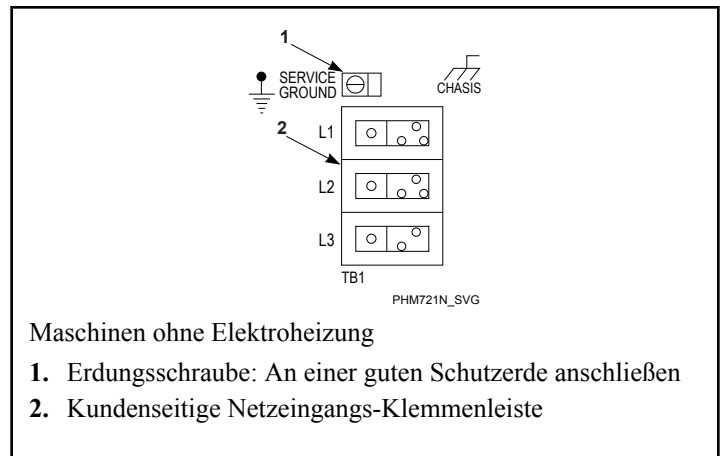 1
SERVICE
GROUND
CHASIS
2
L1
L2
L3
TB1
PHM721N_SVG
Maschinen ohne Elektroheizung
1. Erdungsschraube: An einer guten Schutzerde anschließen
2. Kundenseitige Netzeingangs-Klemmenleiste